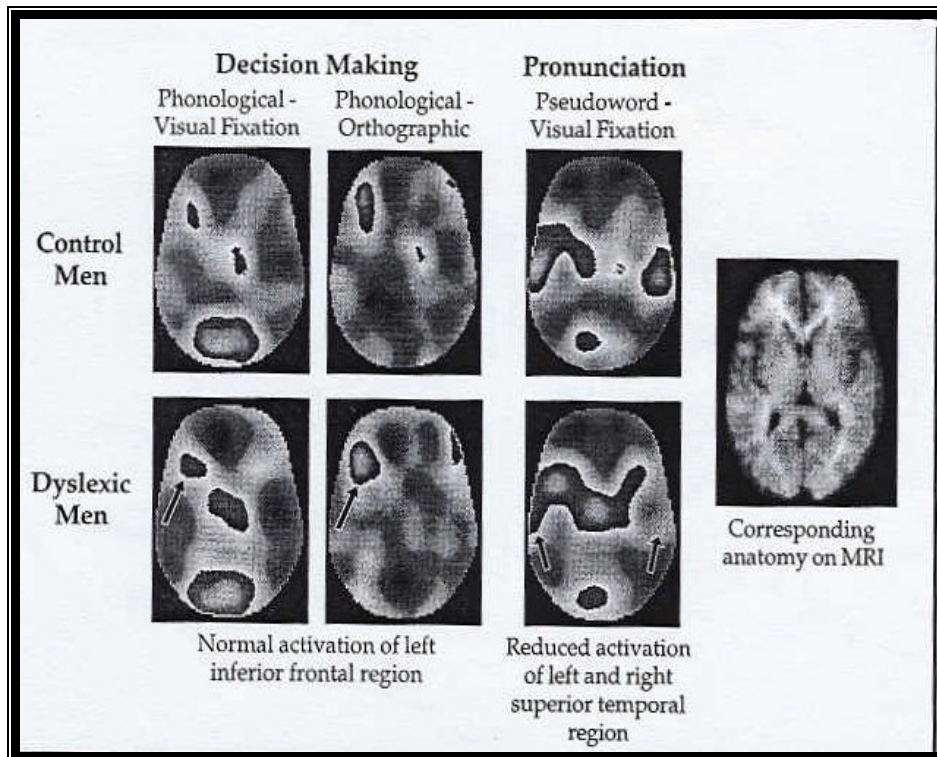 Decision Making
Phonological -
Visual Fixation
Phonological -
Orthographic
Pronunciation
Pseudoword -
Visual Fixation
Control
Men
Dyslexic
Men
Corresponding
anatomy on MRI
Normal activation of left
inferior frontal region
Reduced activation
of left and right
superior temporal
region